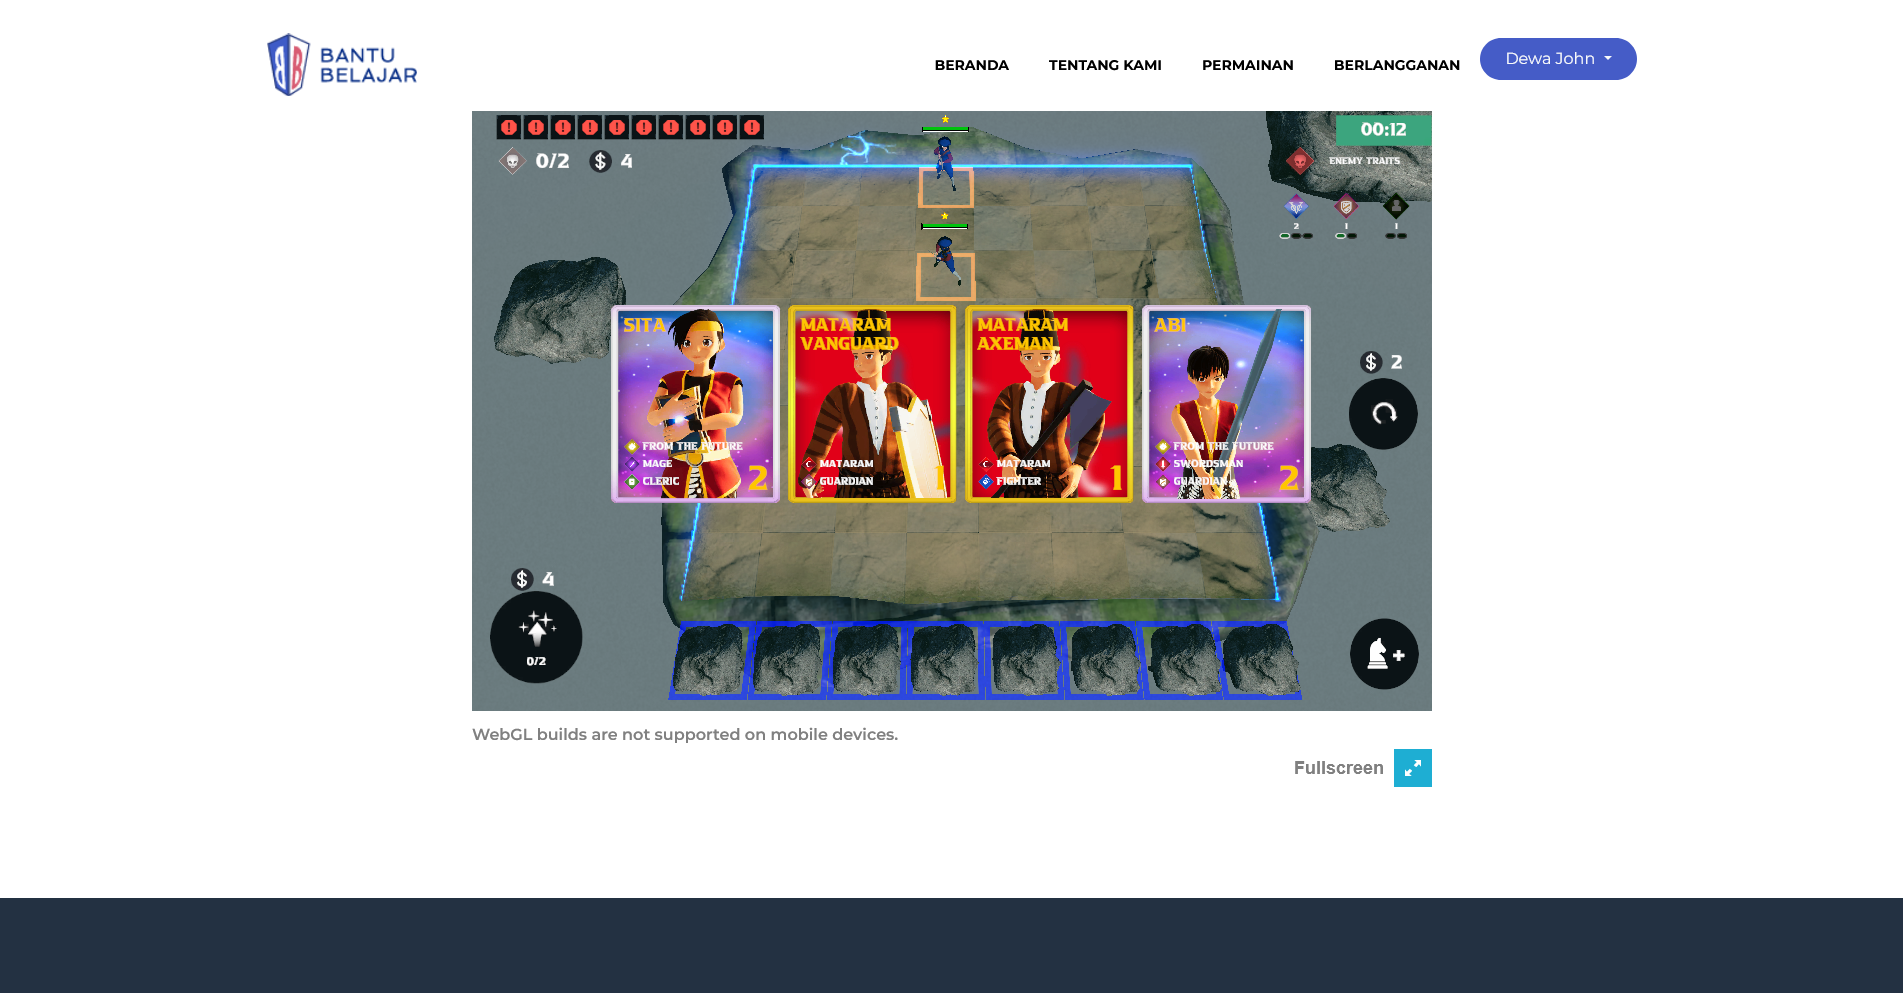 BANTU
BELAJAR
BERANDA
TENTANG KAMI
PERMAINAN
BERLANGGANAN
Dewa John
0/2
$ 4
00:12
ENEMY TRAITS
2
1
1
SITA
FROM THE FUTURE
MAGE
CLERIC
2
MATARAM
VANGUARD
MATARAM
GUARDIAN
1
MATARAM
AXEMAN
MATARAM
FIGHTER
1
ABI
FROM THE FUTURE
SWORDSMAN
GUARDIAN
2
$ 2
$ 4
0/2
WebGL builds are not supported on mobile devices.
Fullscreen